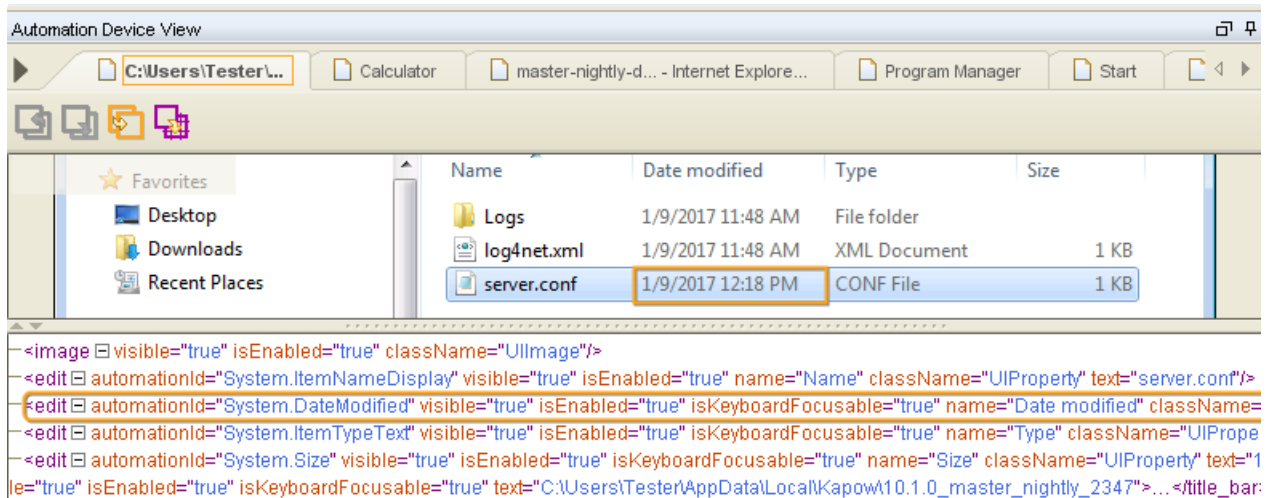 Automation Device View
C:\Users\Tester\... Calculator master-nightly-d... - Internet Explore... Program Manager Start
Favorites
Desktop
Downloads
Recent Places
Name Date modified Type Size
Logs 1/9/2017 11:48 AM File folder
log4net.xml 1/9/2017 11:48 AM XML Document 1 KB
server.conf 1/9/2017 12:18 PM CONF File 1 KB
<image visible="true" isEnabled="true" className="UIImage"/>
<edit automationId="System.ItemNameDisplay" visible="true" isEnabled="true" name="Name" className="UIProperty" text="server.conf"/>
<edit automationId="System.DateModified" visible="true" isEnabled="true" isKeyboardFocusable="true" name="Date modified" className=
<edit automationId="System.ItemTypeText" visible="true" isEnabled="true" isKeyboardFocusable="true" name="Type" className="UIPrope
<edit automationId="System.Size" visible="true" isEnabled="true" isKeyboardFocusable="true" name="Size" className="UIProperty" text="1
le="true" isEnabled="true" isKeyboardFocusable="true" text="C:\Users\Tester\AppData\Local\Kapow\10.1.0_master_nightly_2347">...</title_bar>